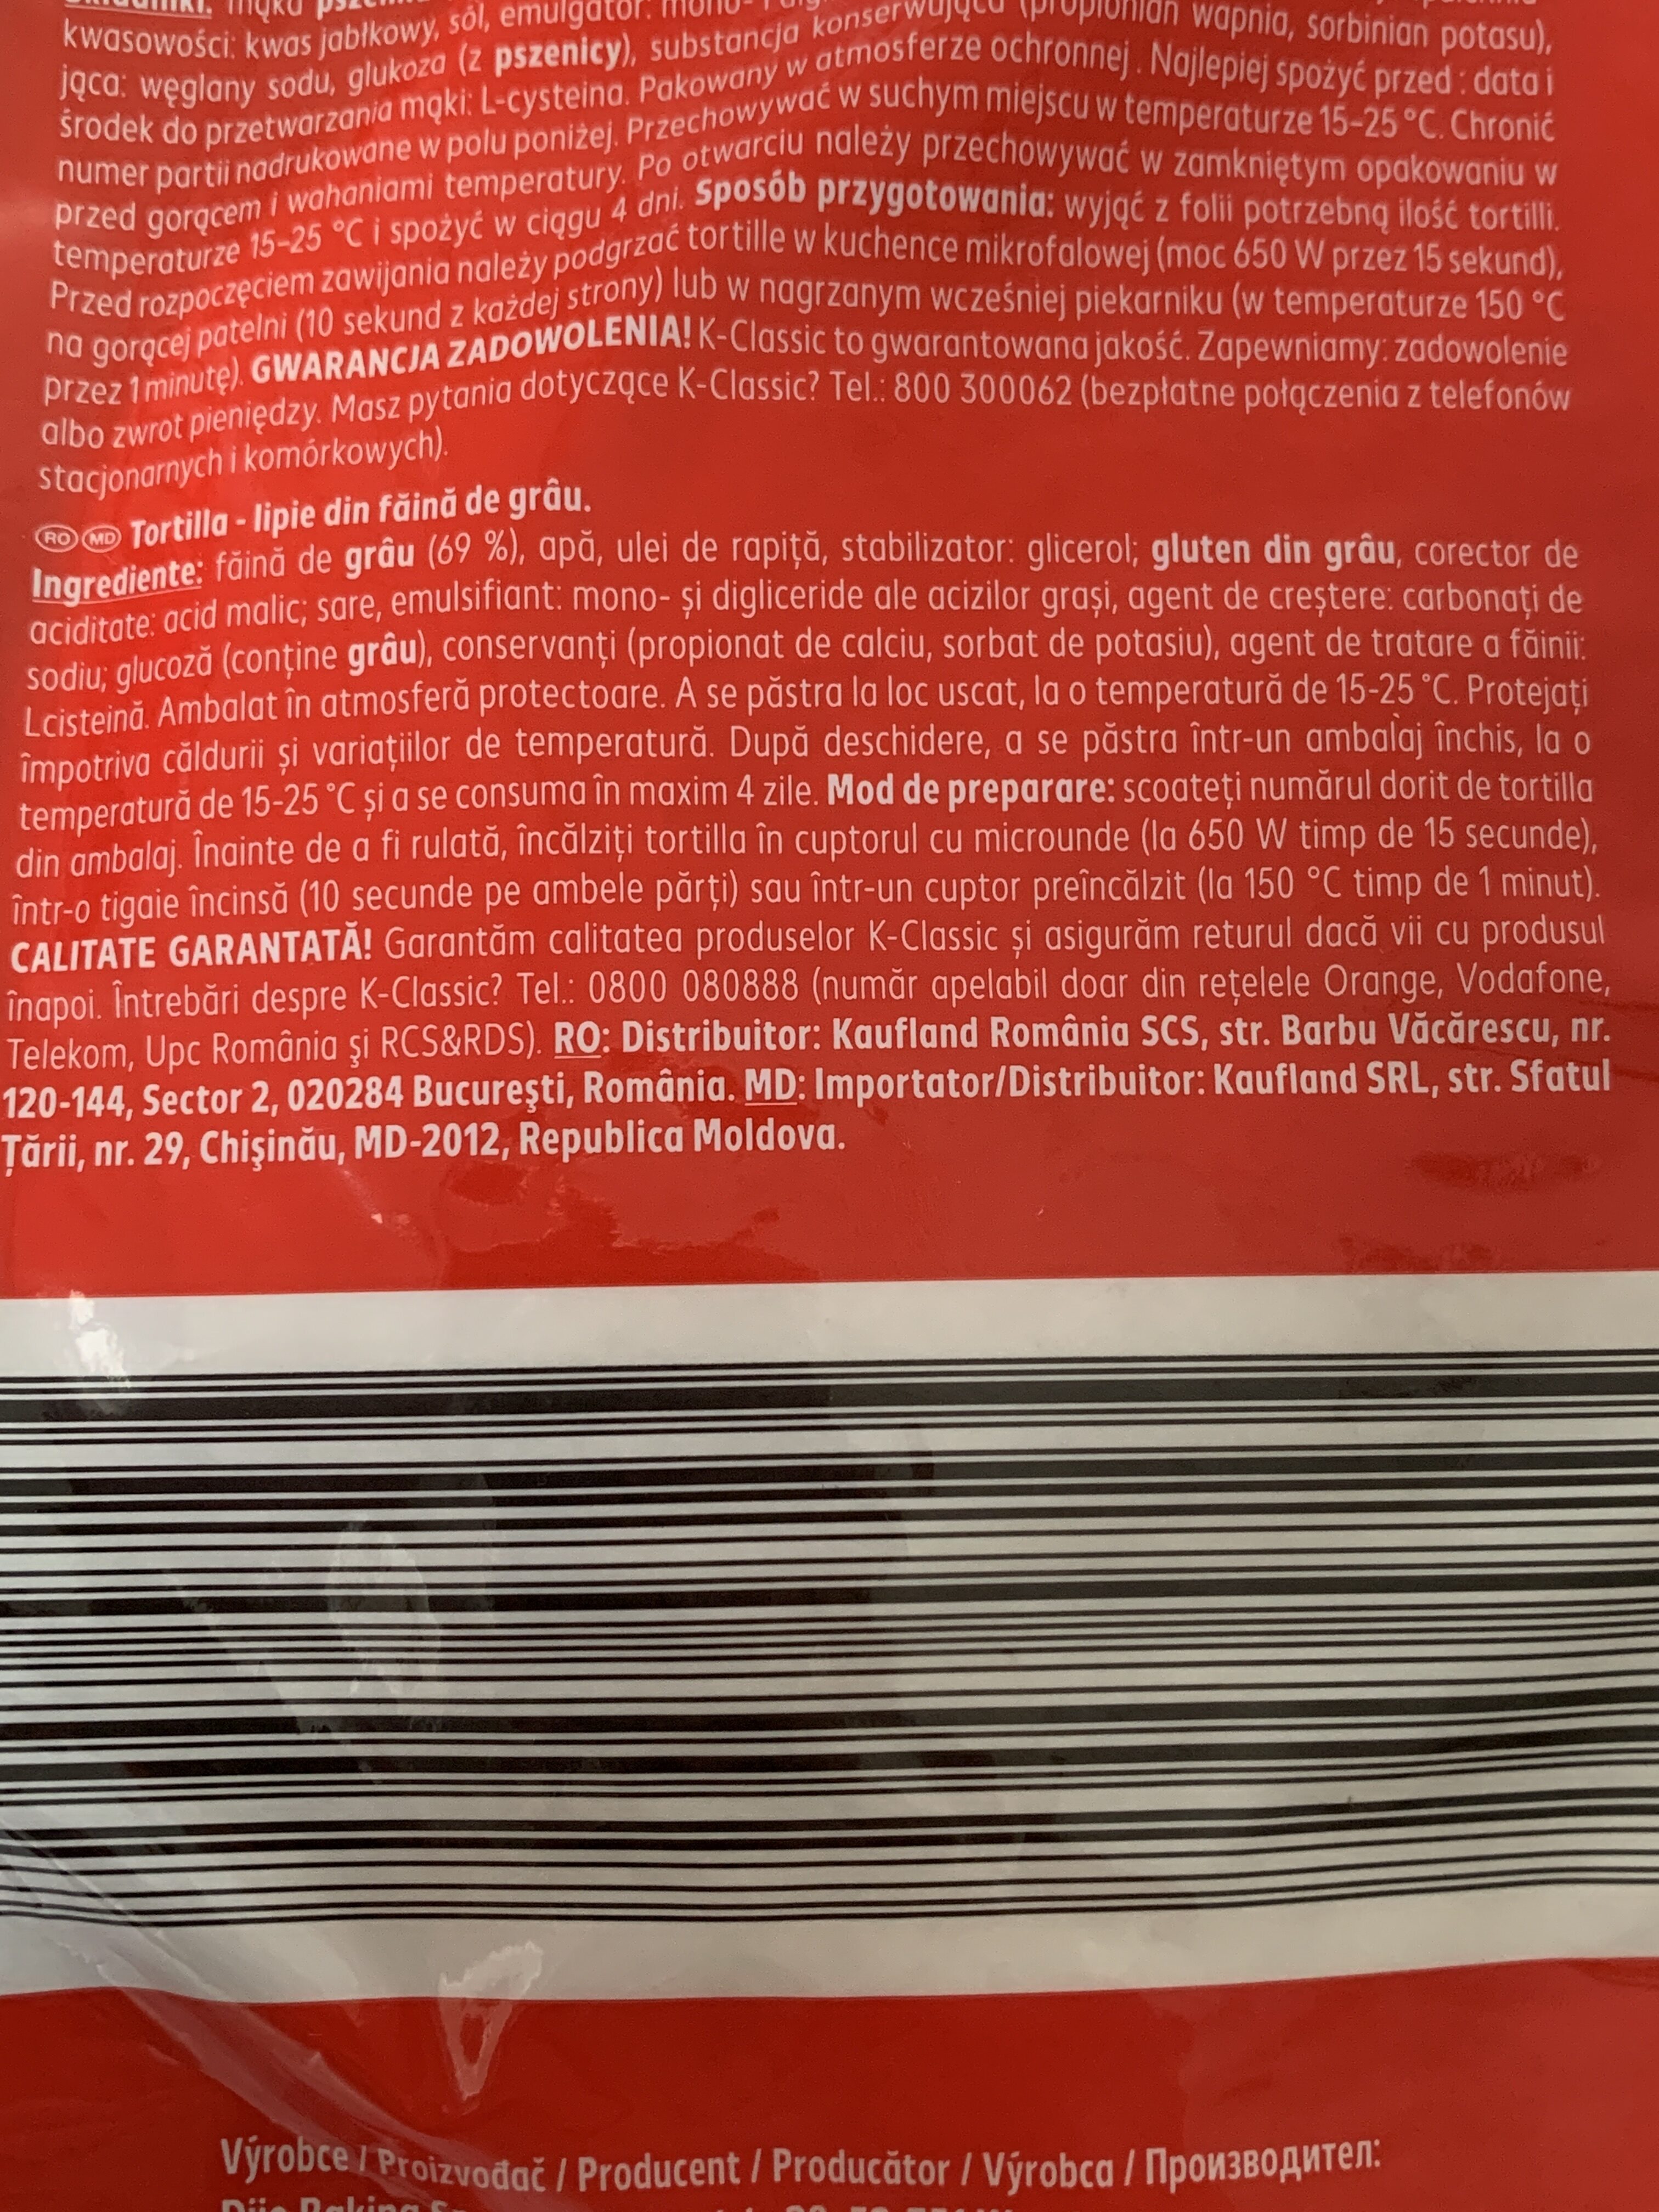 mąka
kwasowości: kwas jabłkowy, sól, emulgator: mono- i
jąca: węglany sodu, glukoza (z pszenicy), substancja konserwująca (propionian wapnia, sorbinian potasu),
środek do przetwarzania mąki: L-cysteina. Pakowany w atmosferze ochronnej . Najlepiej spożyć przed : data i
numer partii nadrukowane w polu poniżej. Przechowywać w suchym miejscu w temperaturze 15-25 °C. Chronić
przed gorącem i wahaniami temperatury. Po otwarciu należy przechowywać w zamkniętym opakowaniu w
temperaturze 15-25 °C i spożyć w ciągu 4 dni. Sposób przygotowania: wyjąć z folii potrzebną ilość tortilli.
Przed rozpoczęciem zawijania należy podgrzać tortille w kuchence mikrofalowej (moc 650 W przez 15 sekund),
na gorącej patelni (10 sekund z każdej strony) lub w nagrzanym wcześniej piekarniku (w temperaturze 150 °C
przez 1 minutę). GWARANCJA ZADOWOLENIA! K-Classic to gwarantowana jakość. Zapewniamy: zadowolenie
albo zwrot pieniędzy. Masz pytania dotyczące K-Classic? Tel.: 800 300062 (bezpłatne połączenia z telefonów
stacjonarnych i komórkowych).
RO MD Tortilla - lipie din făină de grâu.
Ingrediente: făină de grâu (69 %), apă, ulei de rapiță, stabilizator: glicerol; gluten din grâu, corector de
aciditate: acid malic; sare, emulsifiant: mono- și digliceride ale acizilor grași, agent de creștere: carbonați de
sodiu; glucoză (conține grâu), conservanți (propionat de calciu, sorbat de potasiu), agent de tratare a făinii:
Lcisteină. Ambalat în atmosferă protectoare. A se păstra la loc uscat, la o temperatură de 15-25 °C. Protejați
împotriva căldurii și variațiilor de temperatură. După deschidere, a se păstra într-un ambalaj închis, la o
temperatură de 15-25 °C și a se consuma în maxim 4 zile. Mod de preparare: scoateți numărul dorit de tortilla
din ambalaj. Înainte de a fi rulată, încălziți tortilla în cuptorul cu microunde (la 650 W timp de 15 secunde),
într-o tigaie încinsă (10 secunde pe ambele părți) sau într-un cuptor preîncălzit (la 150 °C timp de 1 minut).
CALITATE GARANTATĂ! Garantăm calitatea produselor K-Classic și asigurăm returul dacă vii cu produsul
înapoi. Întrebări despre K-Classic? Tel.: 0800 080888 (număr apelabil doar din rețelele Orange, Vodafone,
Telekom, Upc România şi RCS&RDS). RO: Distribuitor: Kaufland România SCS, str. Barbu Văcărescu, nr.
120-144, Sector 2, 020284 Bucureşti, România. MD: Importator/Distribuitor: Kaufland SRL, str. Sfatul
Țării, nr. 29, Chişinău, MD-2012, Republica Moldova.
Výrobce / Proizvođač / Producent / Producător / Výrobca / Производител: